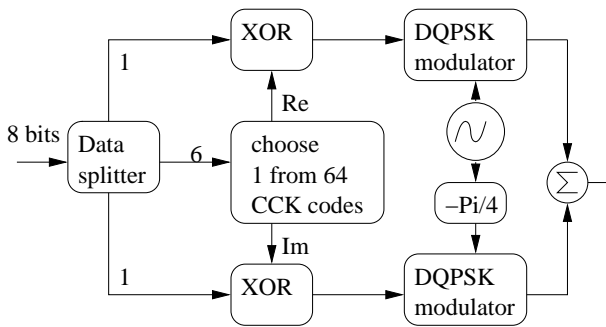 XOR
DQPSK
modulator
1
Re
8 bits
Data
splitter
6
choose
1 from 64
CCK codes
–Pi/4
Σ
Im
1
XOR
DQPSK
modulator